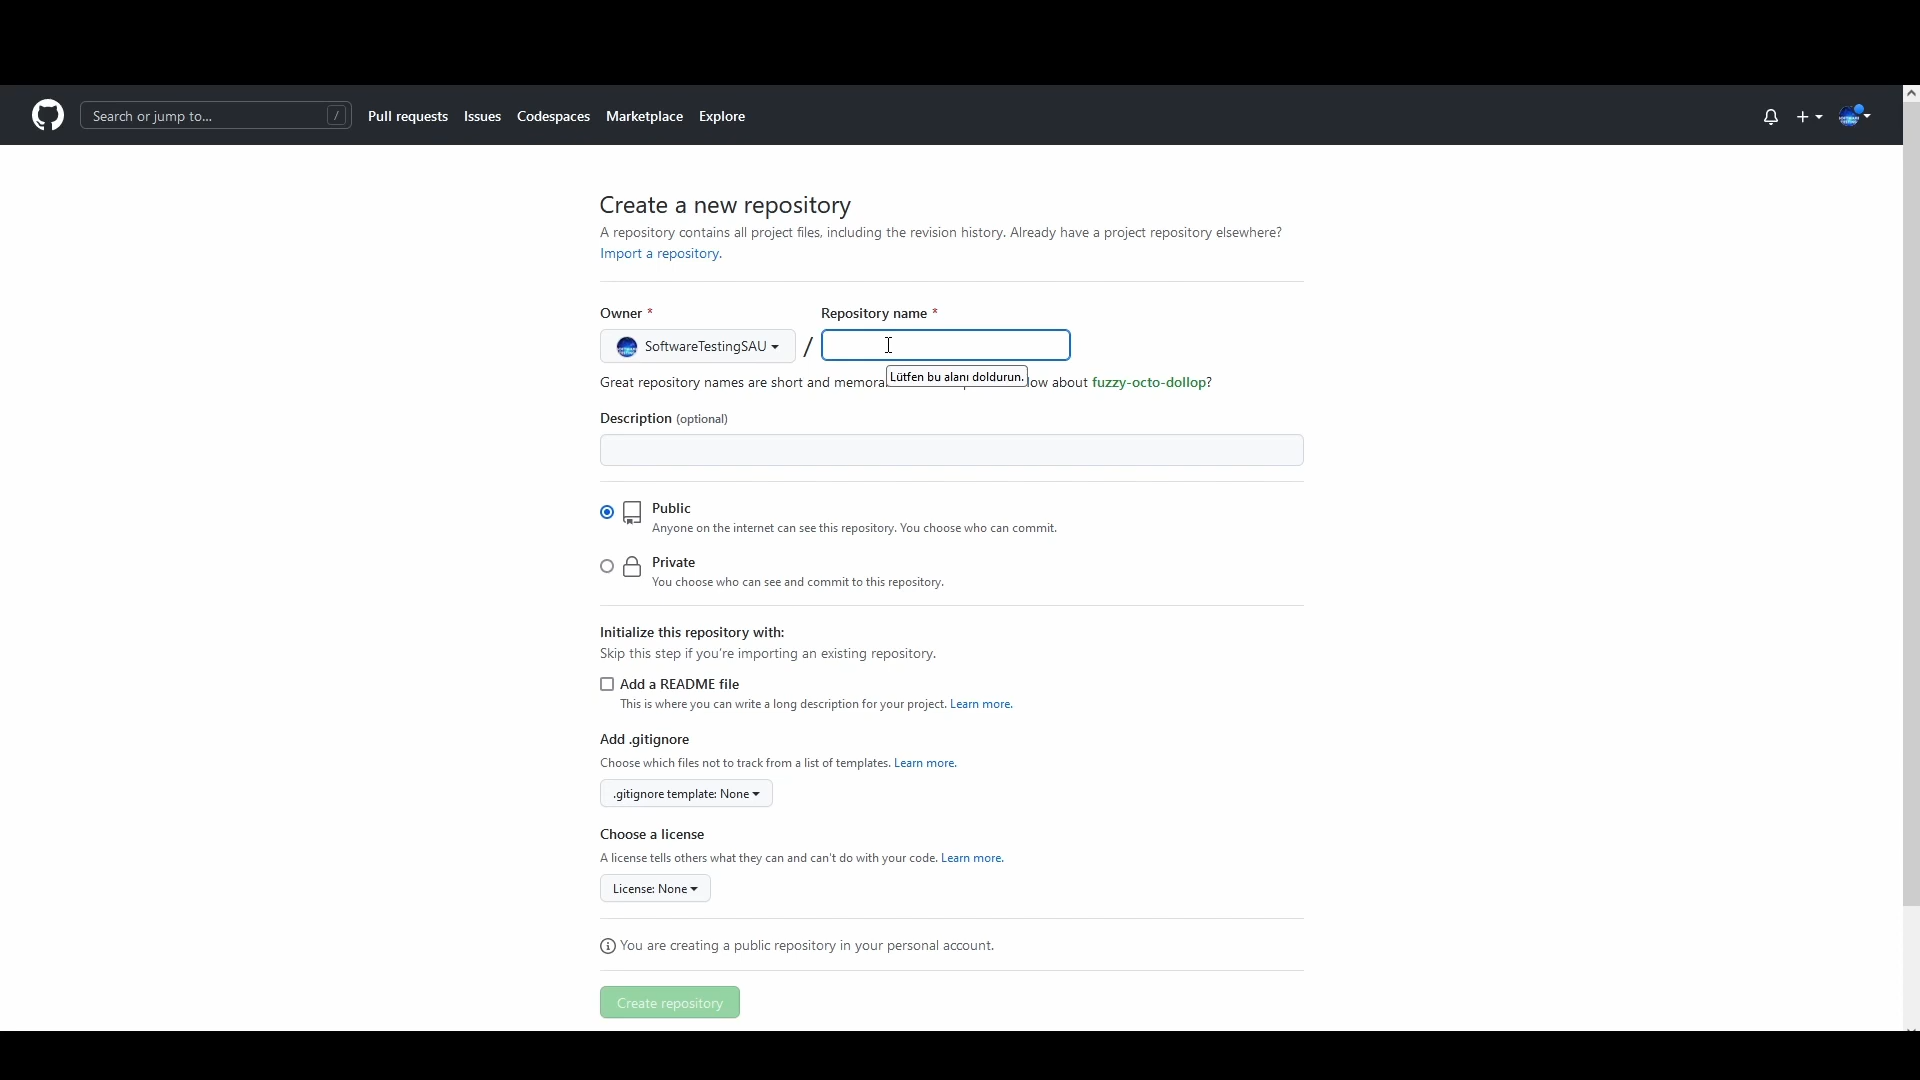 Search or jump to... /
Pull requests Issues Codespaces Marketplace Explore
Create a new repository
A repository contains all project files, including the revision history. Already have a project repository elsewhere?
Import a repository.
Owner * Repository name *
SoftwareTestingSAU /
Lütfen bu alanı doldurun.
Great repository names are short and about fuzzy-octo-dollop?
Description (optional)
Public
Anyone on the internet can see this repository. You choose who can commit.
Private
You choose who can see and commit to this repository.
Initialize this repository with:
Skip this step if you're importing an existing repository.
Add a README file
This is where you can write a long description for your project. Learn more.
Add .gitignore
Choose which files not to track from a list of templates. Learn more.
.gitignore template: None
Choose a license
A license tells others what they can and can't do with your code. Learn more.
License: None
You are creating a public repository in your personal account.
Create repository